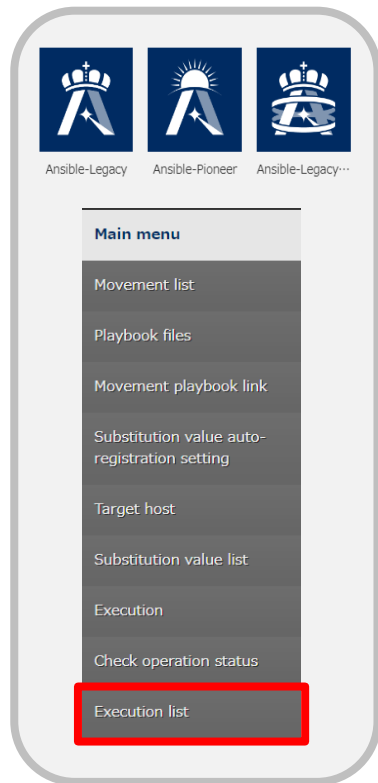 Ansible-Legacy Ansible-Pioneer Ansible-Legacy…
Main menu
Movement list
Playbook files
Movement playbook link
Substitution value auto-
registration setting
Target host
Substitution value list
Execution
Check operation status
Execution list